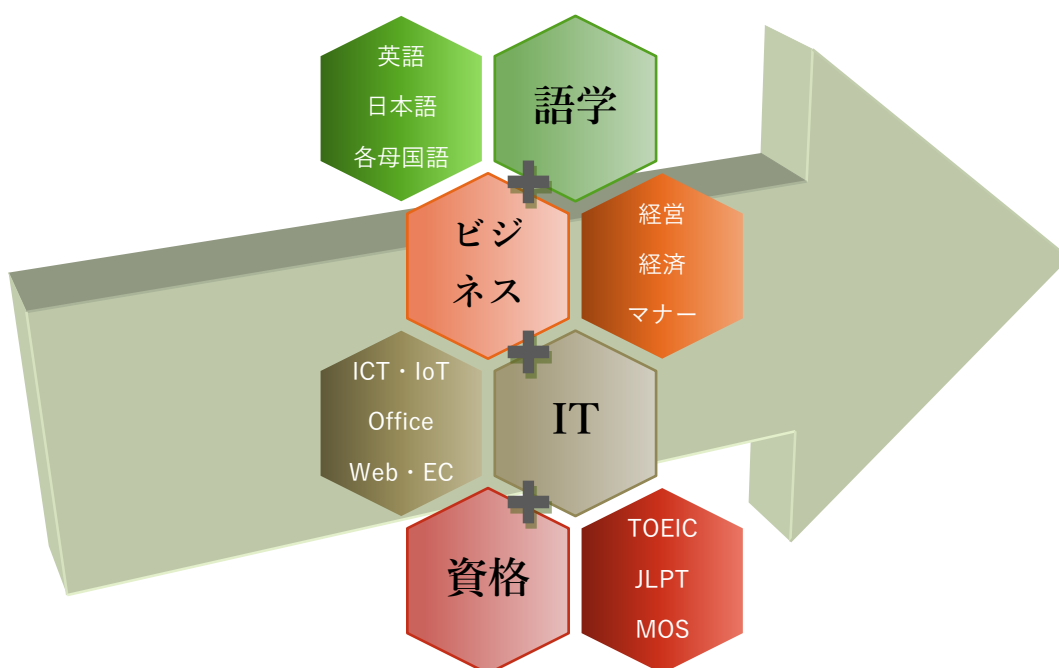 英語
日本語
各母国語
語学
ビジ
ネス
経営
経済
マナー
ICT・IoT
Office
Web・EC
IT
資格
TOEIC
JLPT
MOS